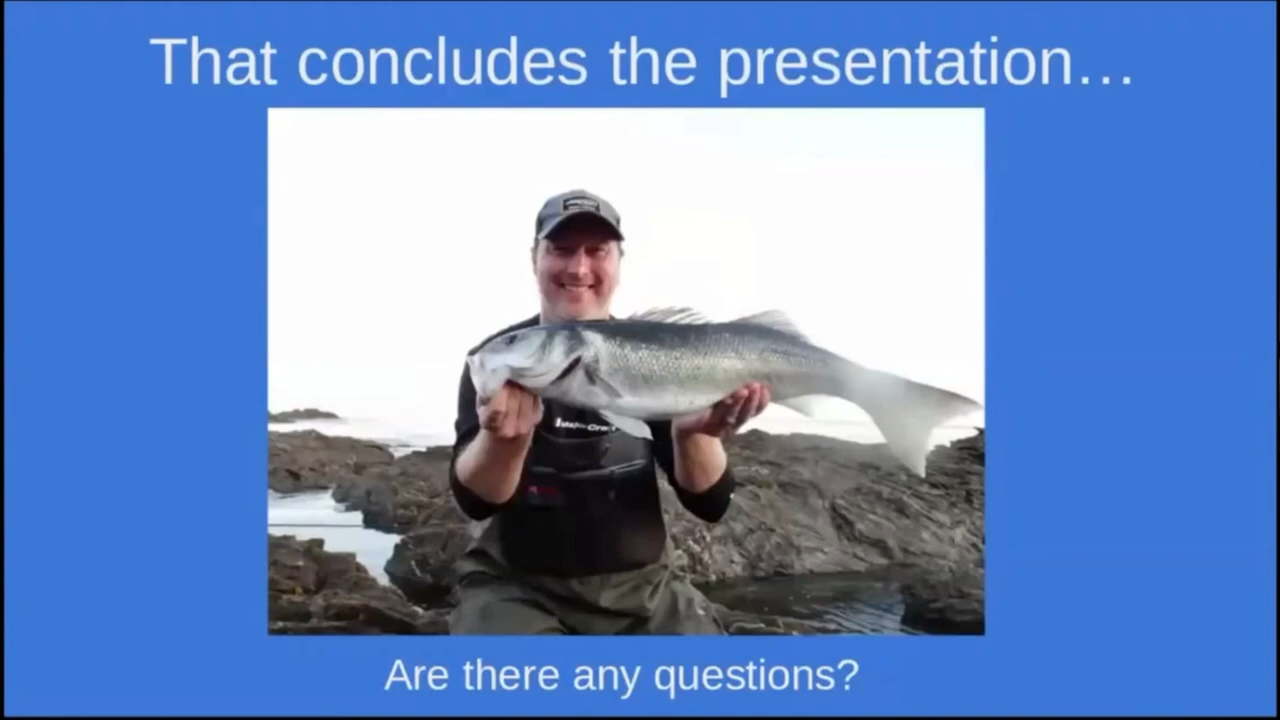 That concludes the presentation…
Are there any questions?